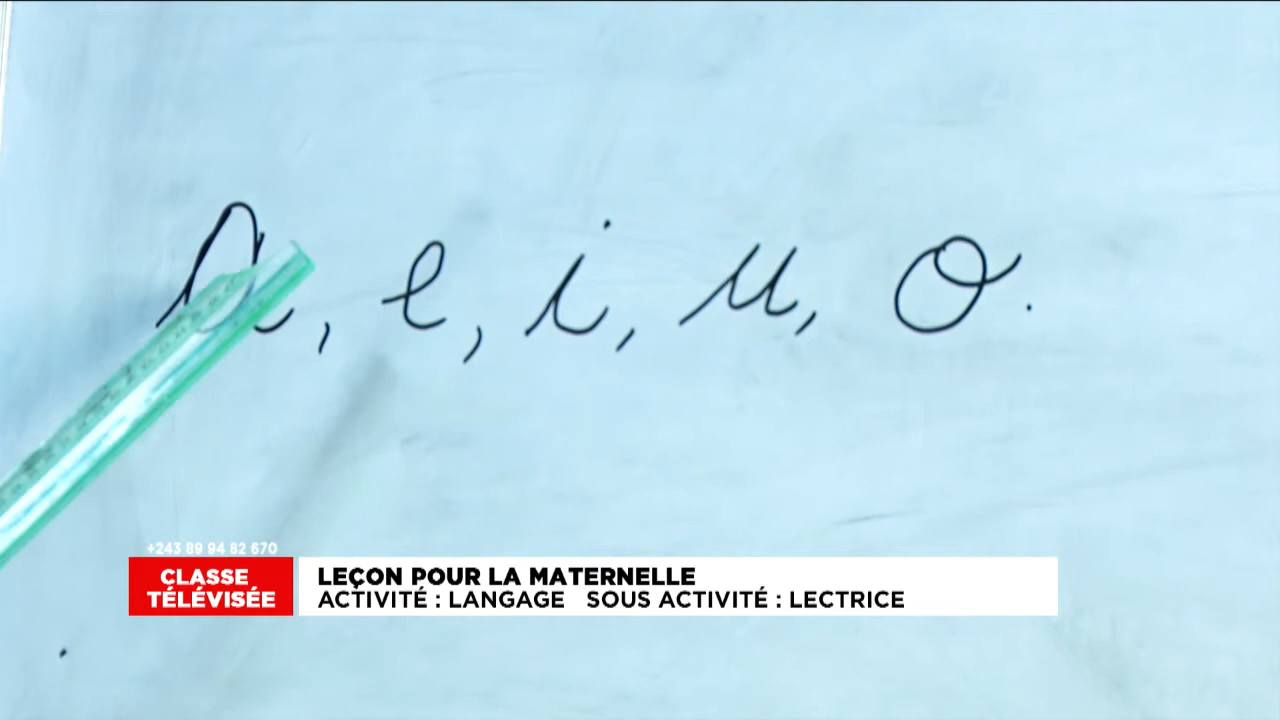 a, e, i, u, o.
+243 89 94 82 670
CLASSE
TÉLÉVISÉE
LEÇON POUR LA MATERNELLE
ACTIVITÉ : LANGAGE SOUS ACTIVITÉ : LECTRICE